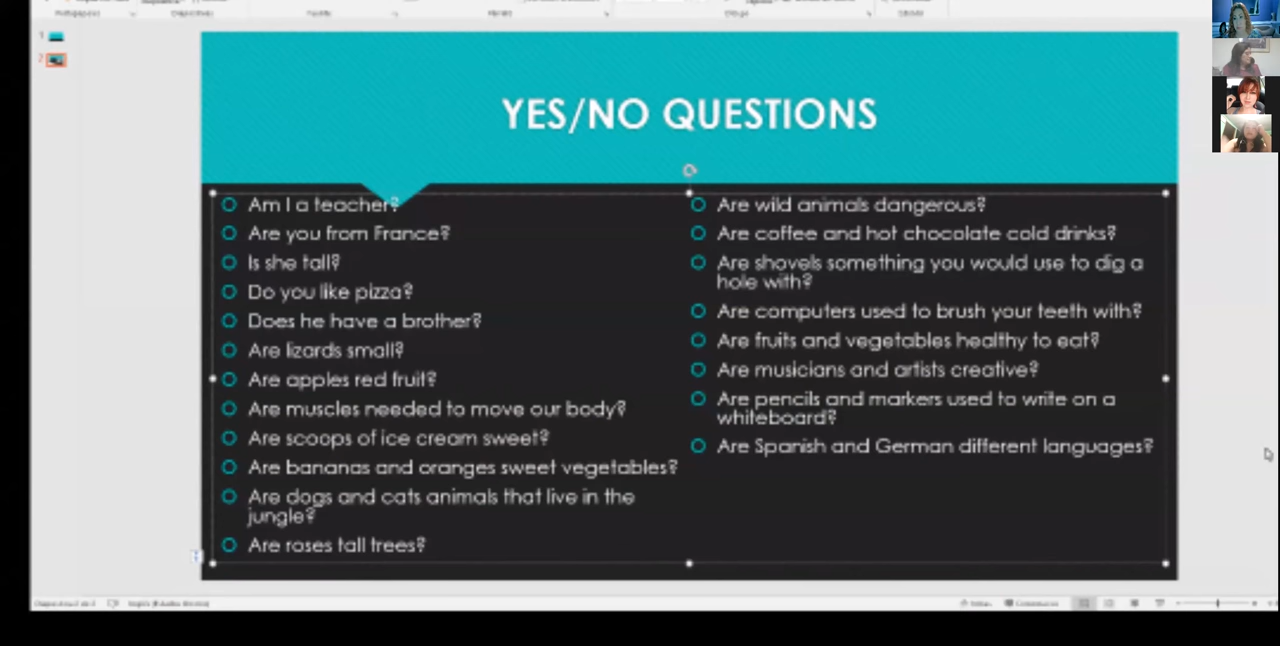 1
2
YES/NO QUESTIONS
Am I a teacher?
Are you from France?
Is she tall?
Do you like pizza?
Does he have a brother?
Are lizards small?
Are apples red fruit?
Are muscles needed to move our body?
Are scoops of ice cream sweet?
Are bananas and oranges sweet vegetables?
Are dogs and cats animals that live in the
jungle?
Are roses tall trees?
Are wild animals dangerous?
Are coffee and hot chocolate cold drinks?
Are shovels something you would use to dig a
hole with?
Are computers used to brush your teeth with?
Are fruits and vegetables healthy to eat?
Are musicians and artists creative?
Are pencils and markers used to write on a
whiteboard?
Are Spanish and German different languages?